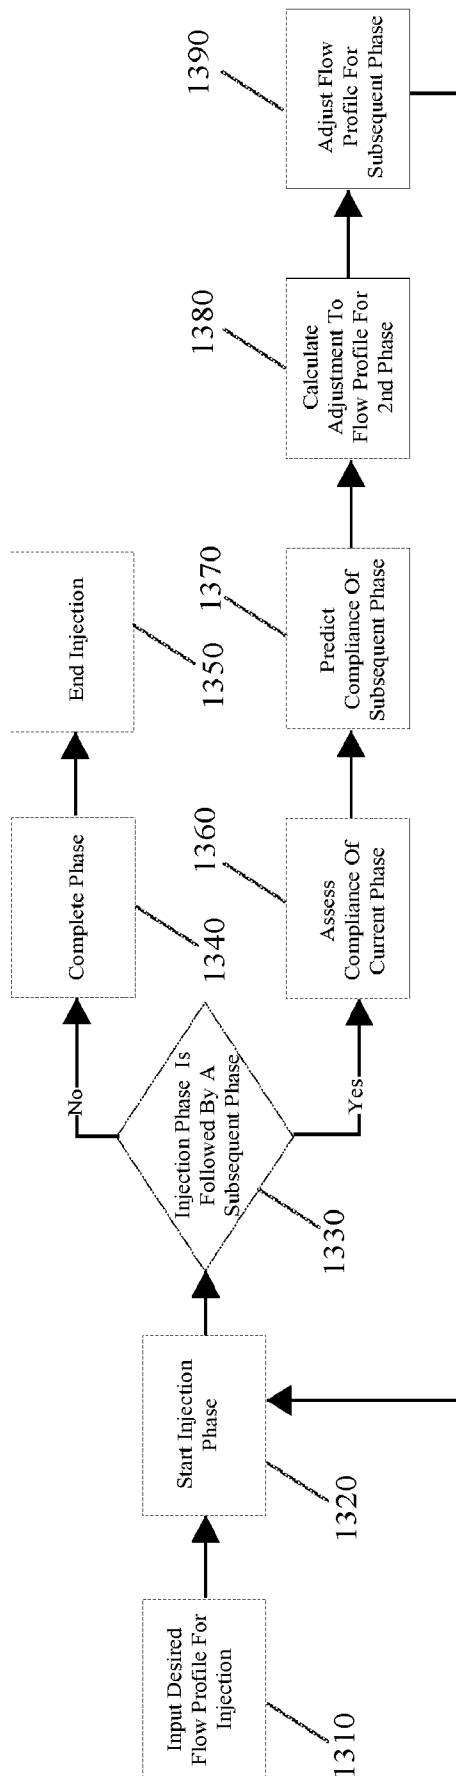 Input Desired
Flow Profile For
Injection
1310
Start Injection
Phase
1320
Injection Phase Is
Followed By A
Subsequent Phase
1330
No
Complete Phase
1340
End Injection
1350
Yes
Assess
Compliance Of
Current Phase
1360
Predict
Compliance Of
Subsequent Phase
1370
Calculate
Adjustment To
Flow Profile For
2nd Phase
1380
Adjust Flow
Profile For
Subsequent Phase
1390